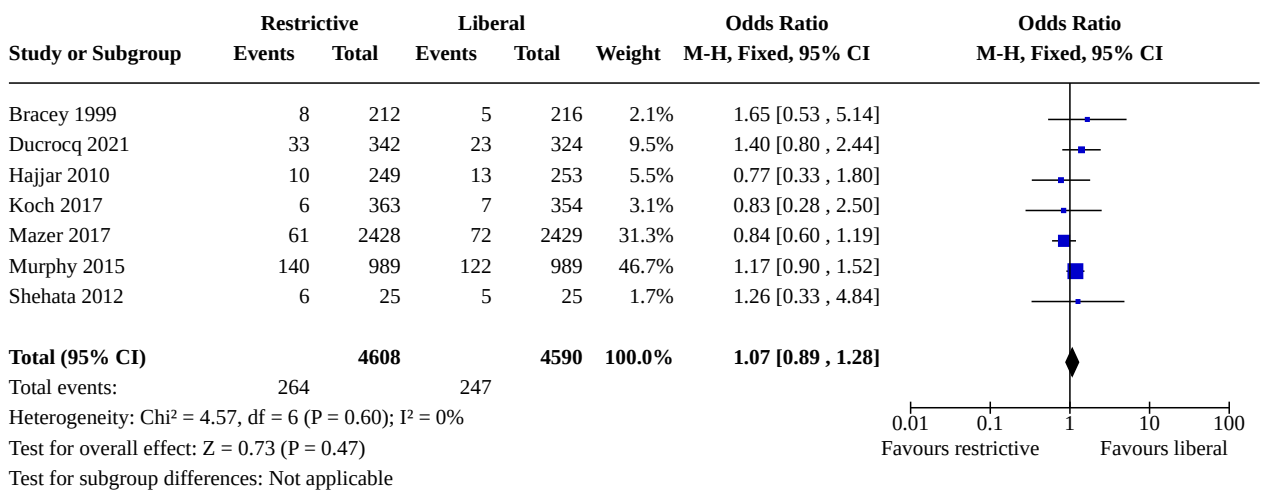 Restrictive Liberal Odds Ratio Odds Ratio
Study or Subgroup Events Total Events Total Weight M-H, Fixed, 95% CI M-H, Fixed, 95% CI
Bracey 1999 8 212 5 216 2.1% 1.65 [0.53 , 5.14]
Ducrocq 2021 33 342 23 324 9.5% 1.40 [0.80 , 2.44]
Hajjar 2010 10 249 13 253 5.5% 0.77 [0.33 , 1.80]
Koch 2017 6 363 7 354 3.1% 0.83 [0.28 , 2.50]
Mazer 2017 61 2428 72 2429 31.3% 0.84 [0.60 , 1.19]
Murphy 2015 140 989 122 989 46.7% 1.17 [0.90 , 1.52]
Shehata 2012 6 25 5 25 1.7% 1.26 [0.33 , 4.84]
Total (95% CI) 4608 4590 100.0% 1.07 [0.89 , 1.28]
Total events: 264 247
Heterogeneity: Chi² = 4.57, df = 6 (P = 0.60); I² = 0% 0.01 0.1 1 10 100
Test for overall effect: Z = 0.73 (P = 0.47) Favours restrictive Favours liberal
Test for subgroup differences: Not applicable